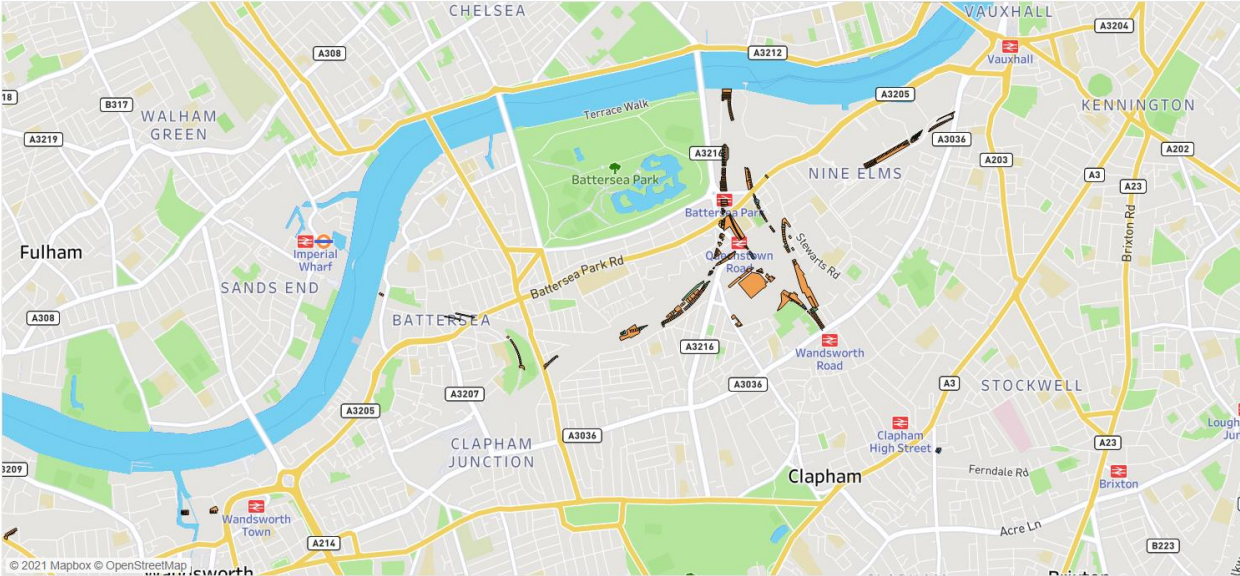 CHELSEA
VAUXHALL
A3204
A308
A3212
Vauxhall
18
B317
A3205
KENNINGTON
WALHAM
GREEN
Terrace Walk
A3219
A3036
A3216
A203
A202
Battersea Park
NINE ELMS
A3
A23
Battersea Park
Brixton Rd
Stewarts Rd
Fulham
Imperial
Wharf
Queenstown
Road
Battersea Park Rd
SANDS END
A308
BATTERSEA
A3216
Wandsworth
Road
A3036
A3
STOCKWELL
A3207
A3205
Clapham
High Street
A3036
A23
CLAPHAM
JUNCTION
3209
Clapham
Ferndale Rd
Brixton
Wandsworth
Town
Acre Ln
A214
B223
© 2021 Mapbox © OpenStreetMap
Wandsworth
Brixton